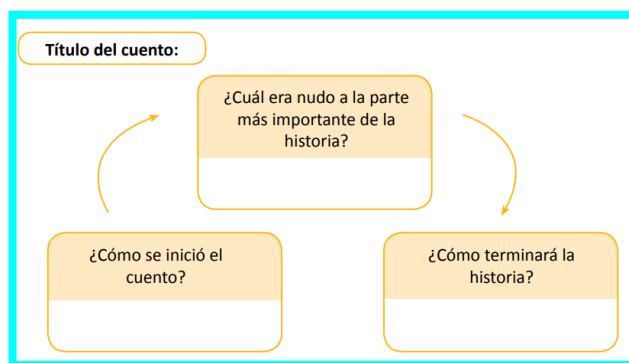 Título del cuento:
¿Cuál era nudo a la parte
más importante de la
historia?
¿Cómo se inició el
cuento?
¿Cómo terminará la
historia?